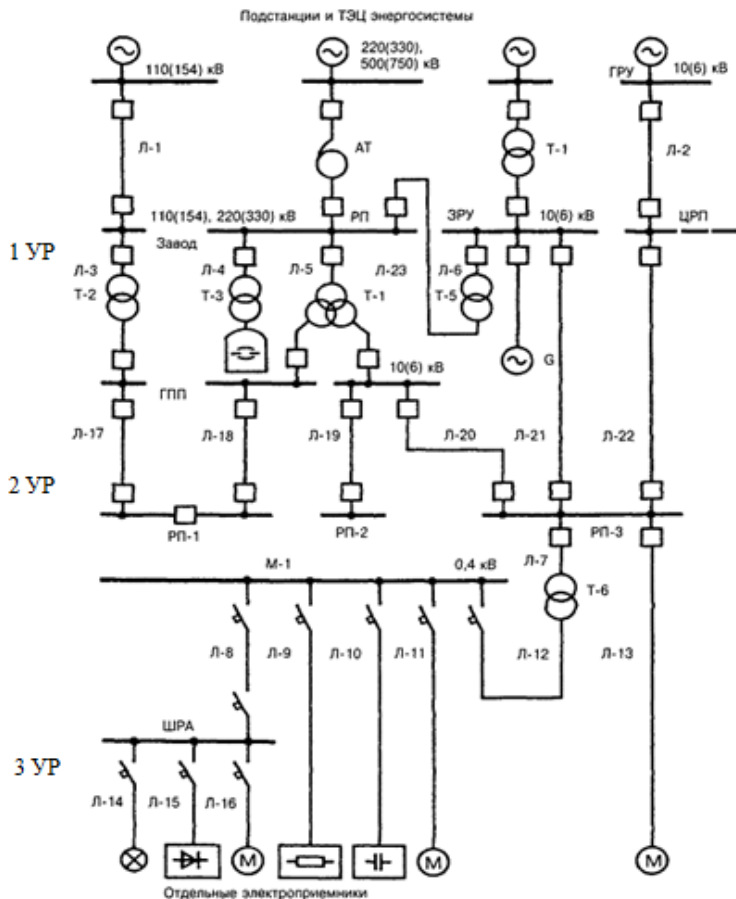 Подстанции и ТЭЦ энергосистемы
110(154) кВ
220(330),
500(750) кВ
ГРУ
10(6) кВ
Л-1
АТ
Т-1
Л-2
110(154), 220(330) кВ
РП
ЗРУ
10(6) кВ
ЦРП
1 УР
Завод
Л-3
Т-2
Л-4
Т-3
Л-5
Т-1
Л-23
Л-6
Т-5
G
ГПП
10(6) кВ
Л-17
Л-18
Л-19
Л-20
Л-21
Л-22
2 УР
РП-1
РП-2
РП-3
М-1
0,4 кВ
Л-7
Т-6
Л-8
Л-9
Л-10
Л-11
Л-12
Л-13
ШРА
3 УР
Л-14
Л-15
Л-16
М
М
М
Отдельные электроприемники